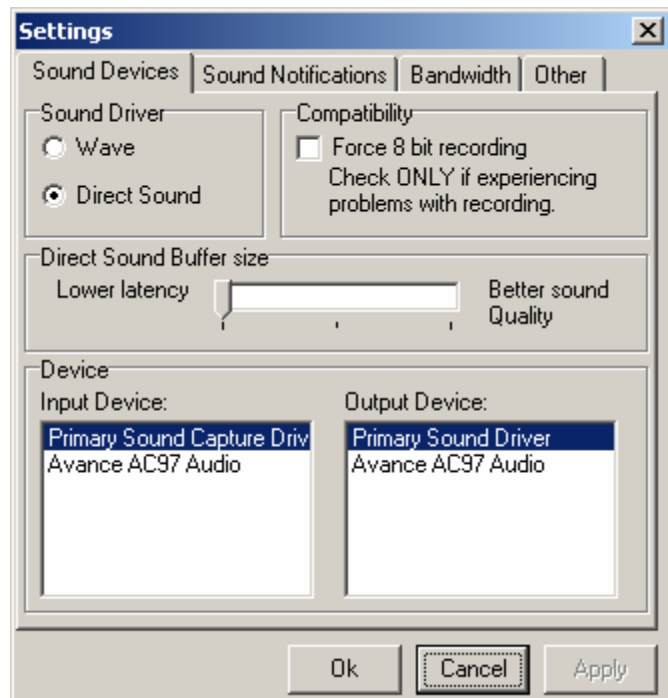 Settings
Sound Devices
Sound Notifications
Bandwidth
Other
Sound Driver
Wave
Direct Sound
Compatibility
Force 8 bit recording
Check ONLY if experiencing
problems with recording.
Direct Sound Buffer size
Lower latency
Better sound
Quality
Device
Input Device:
Primary Sound Capture Driv
Avance AC97 Audio
Output Device:
Primary Sound Driver
Avance AC97 Audio
Ok
Cancel
Apply